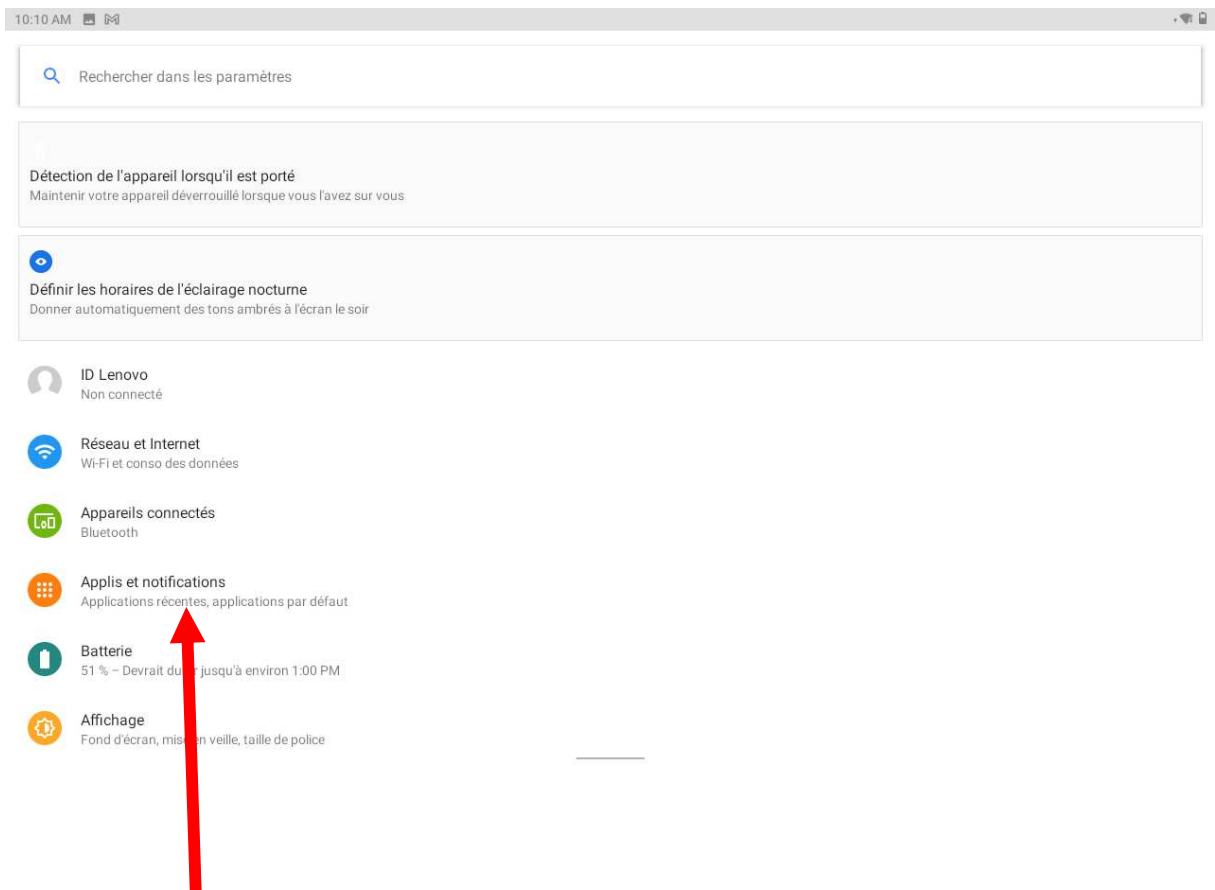 10:10 AM
Rechercher dans les paramètres
Détection de l'appareil lorsqu'il est porté
Maintenir votre appareil déverrouillé lorsque vous l'avez sur vous
Définir les horaires de l'éclairage nocturne
Donner automatiquement des tons ambrés à l'écran le soir
ID Lenovo
Non connecté
Réseau et Internet
Wi-Fi et conso des données
Appareils connectés
Bluetooth
Applis et notifications
Applications récentes, applications par défaut
Batterie
51 % – Devrait durer jusqu'à environ 1:00 PM
Affichage
Fond d'écran, mise en veille, taille de police